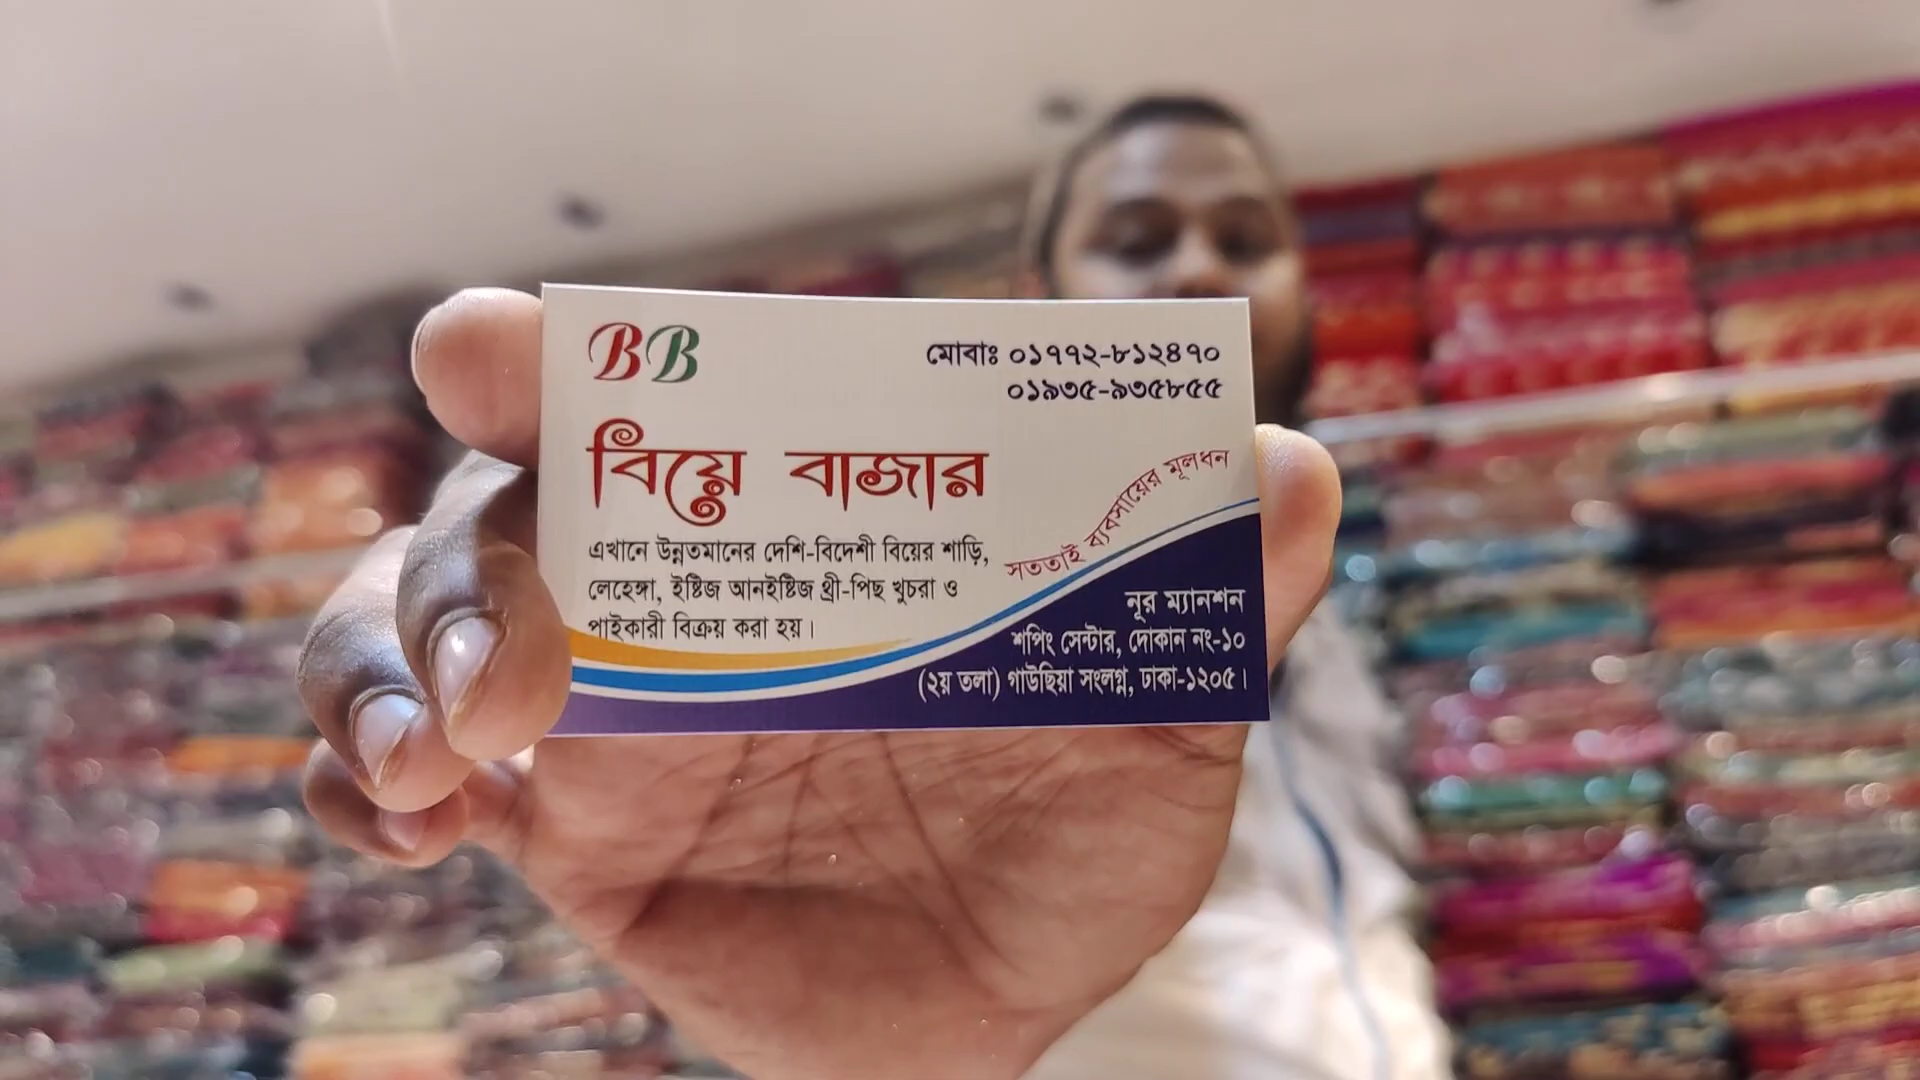 BB
মোবাঃ ০১৭৭২-৮১২৪৭০
০১৯৩৫-৯৩৫৮৫৫
বিয়ে বাজার
সততাই ব্যবসায়ের মূলধন
এখানে উন্নতমানের দেশি-বিদেশী বিয়ের শাড়ি,
লেহেঙ্গা, ইষ্টিজ আনইষ্টিজ থ্রী-পিছ খুচরা ও
পাইকারী বিক্রয় করা হয়।
নূর ম্যানশন
শপিং সেন্টার, দোকান নং-১০
(২য় তলা) গাউছিয়া সংলগ্ন, ঢাকা-১২০৫।